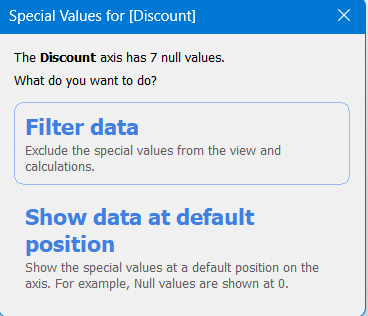 Special Values for [Discount]
The Discount axis has 7 null values.
What do you want to do?
Filter data
Exclude the special values from the view and
calculations.
Show data at default
position
Show the special values at a default position on the
axis. For example, Null values are shown at 0.